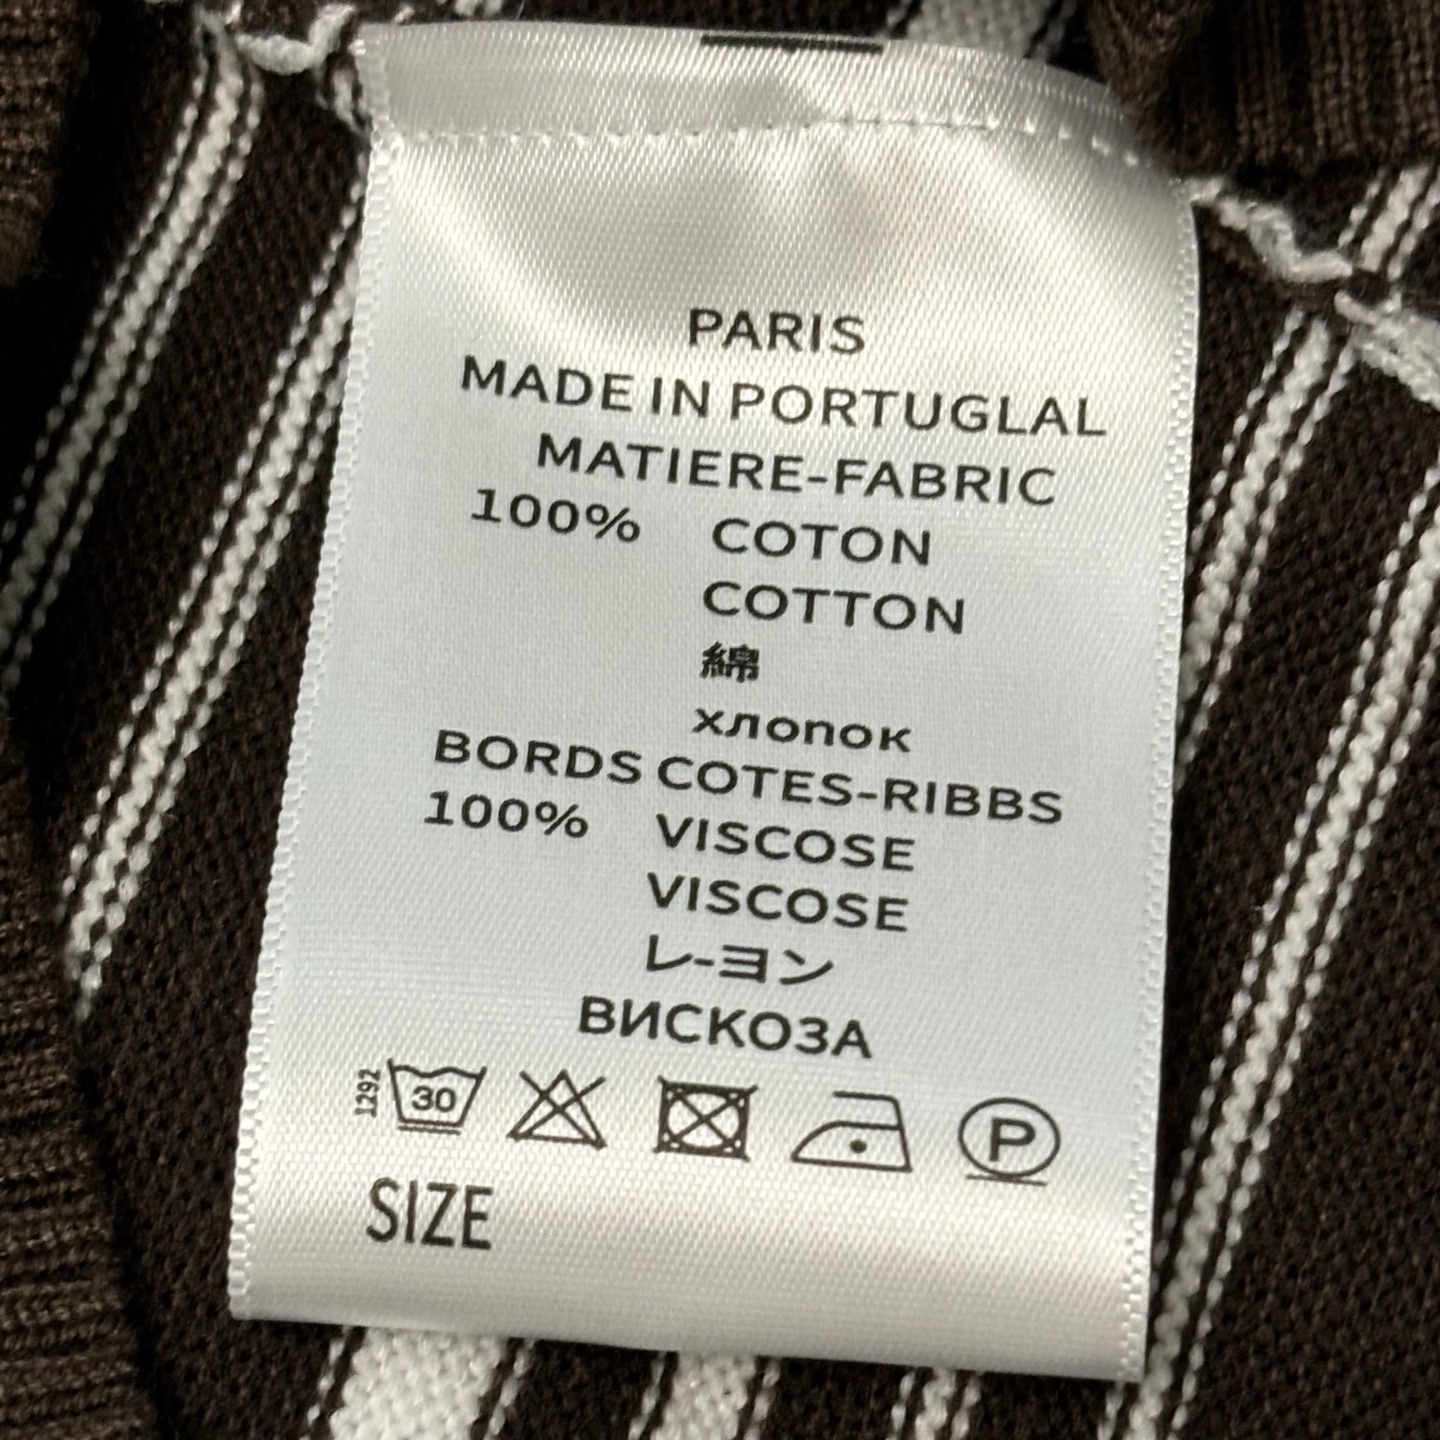 PARIS
MADE IN PORTUGLAL
MATIERE-FABRIC
100% COTON
COTTON
綿
хлопок
BORDS COTES-RIBBS
100% VISCOSE
VISCOSE
レ-ヨン
ВИСКОЗА
1292 30 P
SIZE